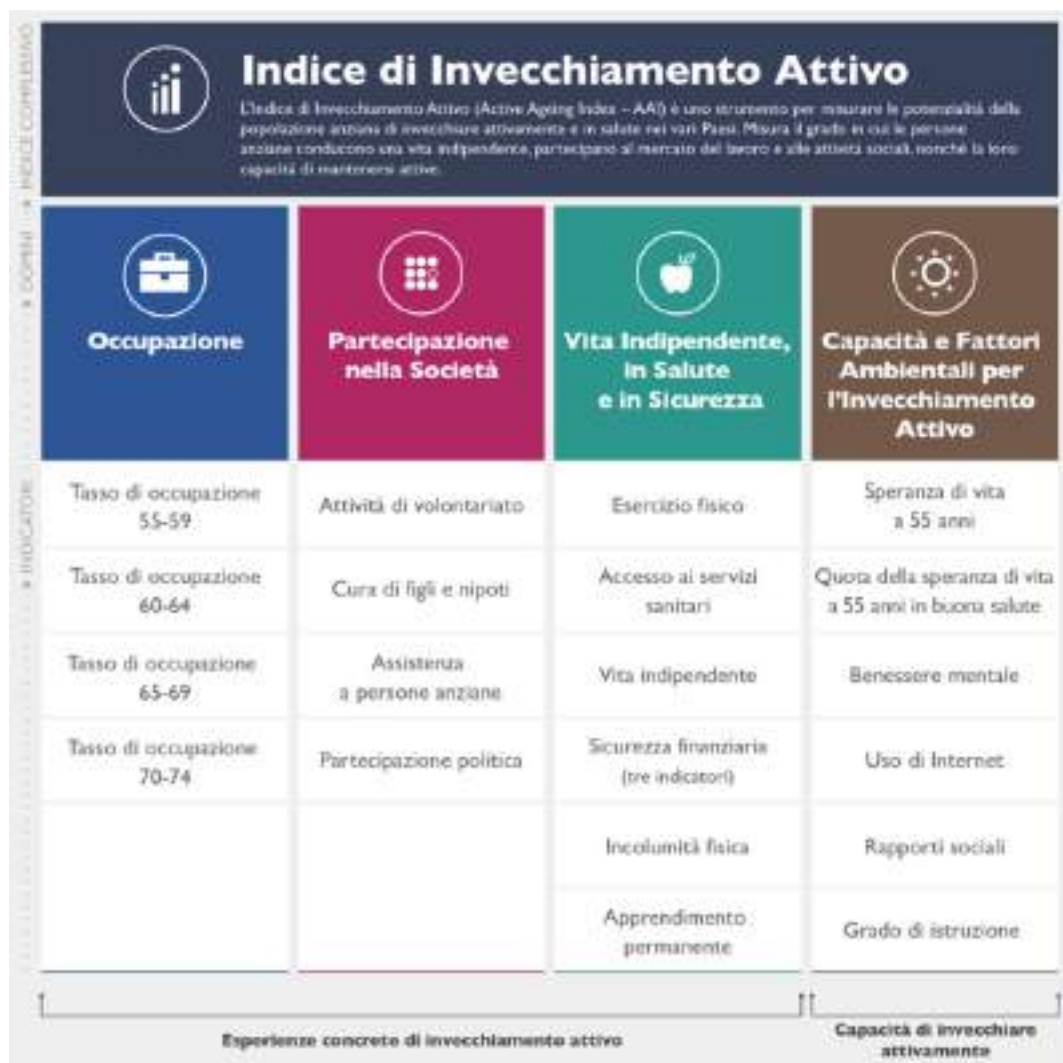 Indice di Invecchiamento Attivo
L'Indice di Invecchiamento Attivo (Active Ageing Index – AAI) è uno strumento per misurare le potenzialità della
popolazione anziana di invecchiare attivamente e in salute nei vari Paesi. Misura il grado in cui le persone
anziane conducono una vita indipendente, partecipano al mercato del lavoro e alle attività sociali, nonché la loro
capacità di mantenersi attive.
INDICE COMPLESSIVO
DOMINI
INDICATORI
Occupazione
Tasso di occupazione
55-59
Tasso di occupazione
60-64
Tasso di occupazione
65-69
Tasso di occupazione
70-74
Partecipazione
nella Società
Attività di volontariato
Cura di figli e nipoti
Assistenza
a persone anziane
Partecipazione politica
Vita Indipendente,
in Salute
e in Sicurezza
Esercizio fisico
Accesso ai servizi
sanitari
Vita indipendente
Sicurezza finanziaria
(tre indicatori)
Incolumità fisica
Apprendimento
permanente
Capacità e Fattori
Ambientali per
l'Invecchiamento
Attivo
Speranza di vita
a 55 anni
Quota della speranza di vita
a 55 anni in buona salute
Benessere mentale
Uso di Internet
Rapporti sociali
Grado di istruzione
Esperienze concrete di invecchiamento attivo
Capacità di invecchiare
attivamente